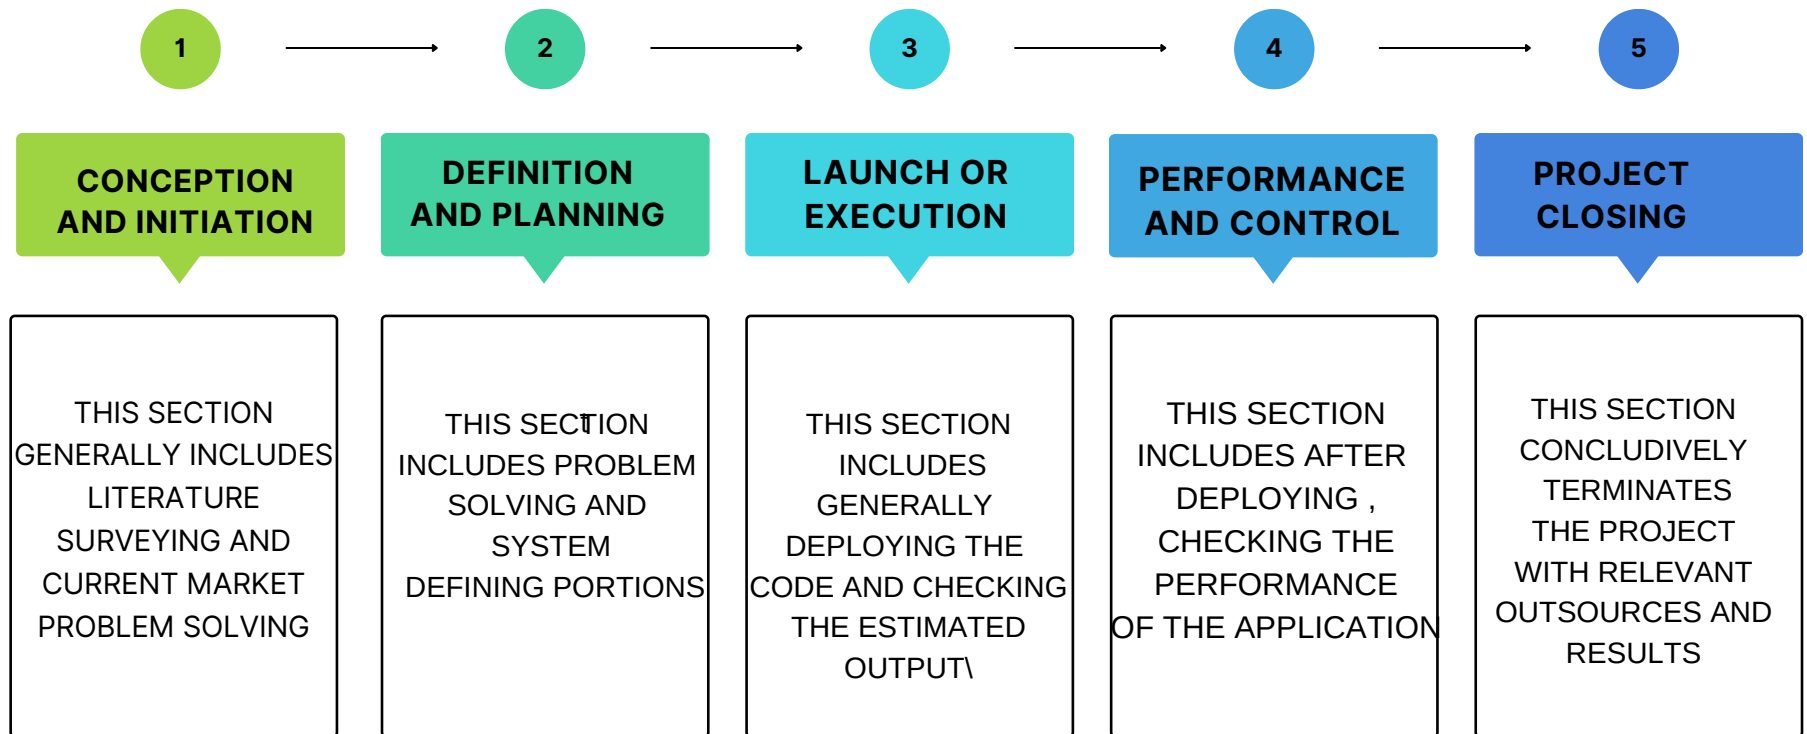 1
2
3
4
5
CONCEPTION
AND INITIATION
DEFINITION
AND PLANNING
LAUNCH OR
EXECUTION
PERFORMANCE
AND CONTROL
PROJECT
CLOSING
THIS SECTION
GENERALLY INCLUDES
LITERATURE
SURVEYING AND
CURRENT MARKET
PROBLEM SOLVING
THIS SECTION
INCLUDES PROBLEM
SOLVING AND
SYSTEM
DEFINING PORTIONS
THIS SECTION
INCLUDES
GENERALLY
DEPLOYING THE
CODE AND CHECKING
THE ESTIMATED
OUTPUT\
THIS SECTION
INCLUDES AFTER
DEPLOYING ,
CHECKING THE
PERFORMANCE
OF THE APPLICATION
THIS SECTION
CONCLUDIVELY
TERMINATES
THE PROJECT
WITH RELEVANT
OUTSOURCES AND
RESULTS